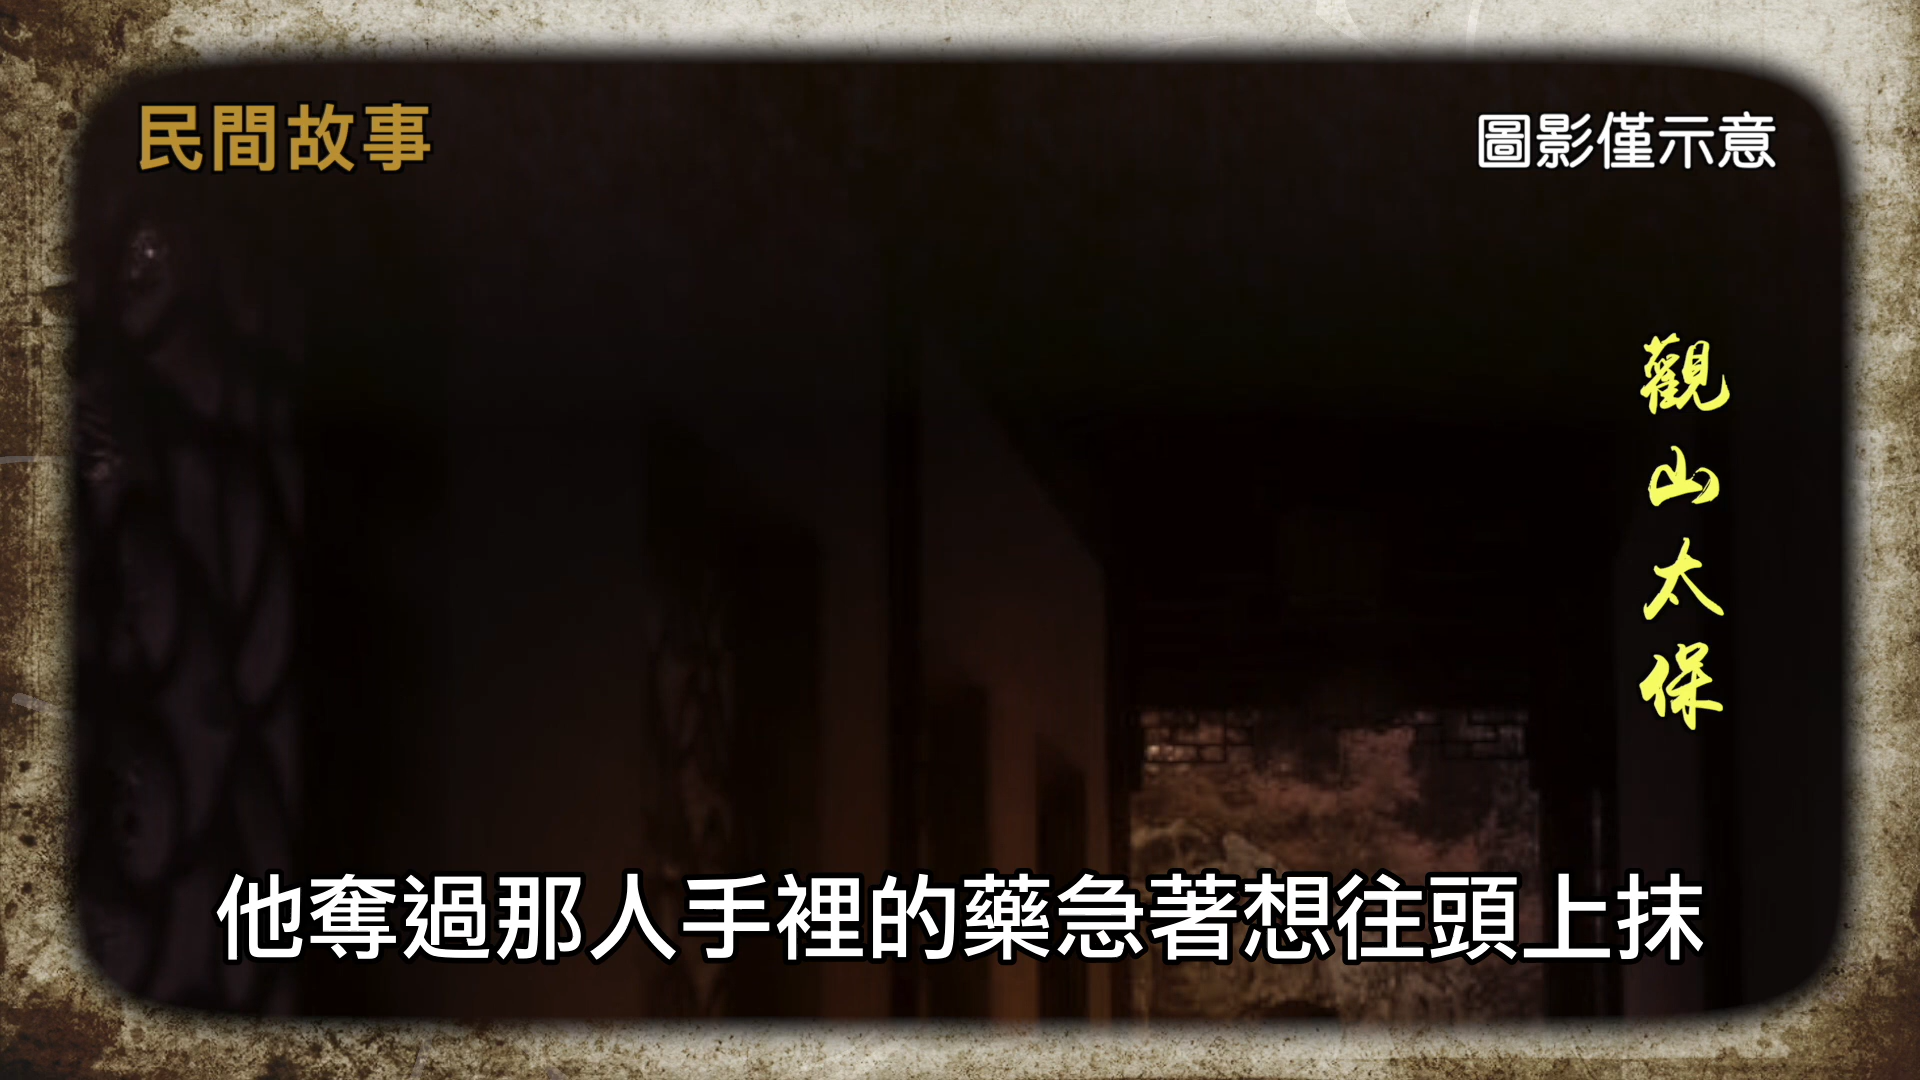 民間故事
圖影僅示意
觀山太保
他奪過那人手裡的藥急著想往頭上抹